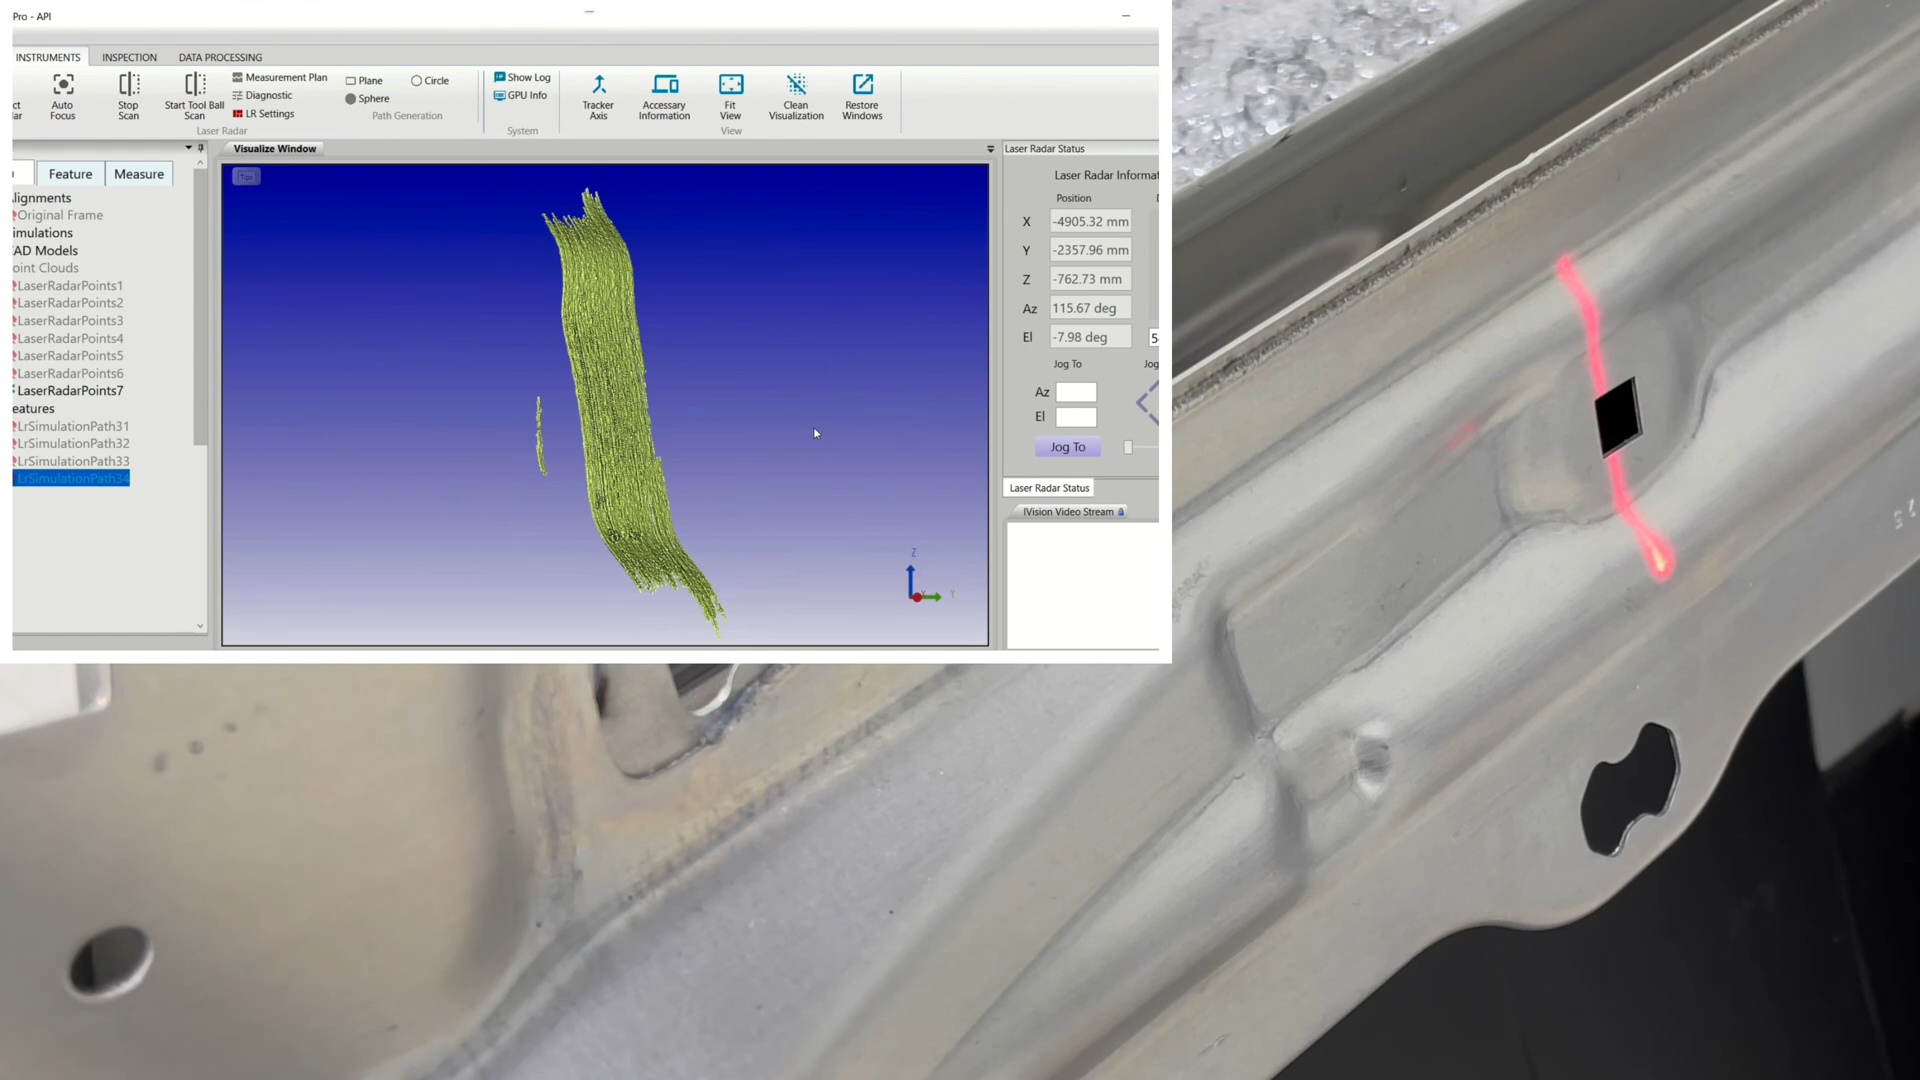 Pro - API
INSTRUMENTS INSPECTION DATA PROCESSING
Auto Focus
Stop Scan
Start Tool Ball Scan
Measurement Plan
Diagnostic
LR Settings
Laser Radar
Plane
Circle
Sphere
Path Generation
Show Log
GPU Info
System
Tracker Axis
Accessary Information
Fit View
Clean Visualization
Restore Windows
View
Feature
Measure
lignments
Original Frame
imulations
AD Models
oint Clouds
LaserRadarPoints1
LaserRadarPoints2
LaserRadarPoints3
LaserRadarPoints4
LaserRadarPoints5
LaserRadarPoints6
LaserRadarPoints7
eatures
LrSimulationPath31
LrSimulationPath32
LrSimulationPath33
LrSimulationPath34
Visualize Window
Tips
Z
Y
Laser Radar Status
Laser Radar Informat
Position
X -4905.32 mm
Y -2357.96 mm
Z -762.73 mm
Az 115.67 deg
El -7.98 deg
5
Jog To
Jog
Az
El
Jog To
Laser Radar Status
IVision Video Stream